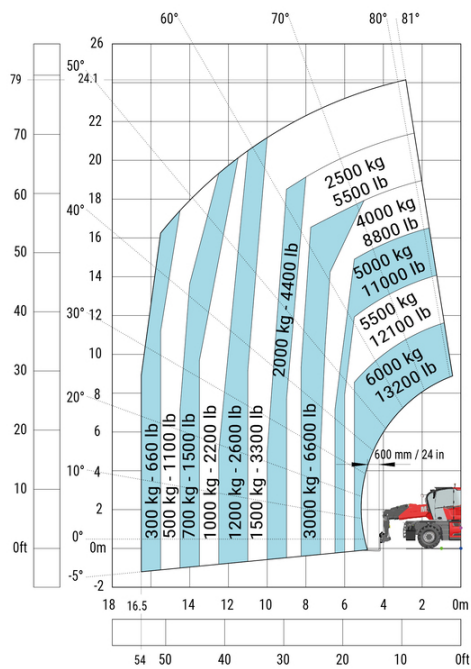 60°
70°
80°
81°
26
50°
79
24.1
70
22
2500 kg
5500 lb
20
60
4000 kg
8800 lb
40°
18
50
16
5000 kg
11000 lb
14
40
30°
12
5500 kg
12100 lb
2000 kg - 4400 lb
10
30
6000 kg
13200 lb
20°
8
20
6
600 mm / 24 in
300 kg - 660 lb
500 kg - 1100 lb
700 kg - 1500 lb
1000 kg - 2200 lb
1200 kg - 2600 lb
1500 kg - 3300 lb
3000 kg - 6600 lb
10°
4
10
2
0°
0ft
0m
-5°
-2
18
16.5
14
12
10
8
6
4
2
0m
54
50
40
30
20
10
0ft